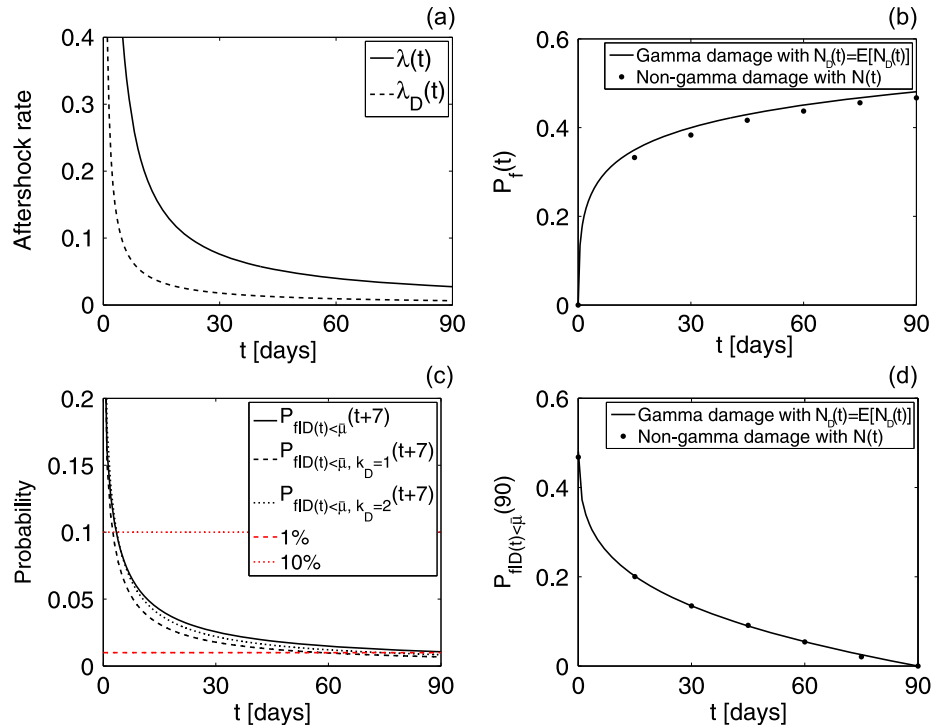 (a)
0.4
0.3
0.2
0.1
0
Aftershock rate
λ(t)
λ_D(t)
0 30 60 90
t [days]
(b)
0.6
0.4
0.2
0
P_f(t)
Gamma damage with N_D(t)=E[N_D(t)]
Non-gamma damage with N(t)
0 30 60 90
t [days]
(c)
0.2
0.15
0.1
0.05
0
Probability
P_{f|D(t)<μ̄}(t+7)
P_{f|D(t)<μ̄, k_D=1}(t+7)
P_{f|D(t)<μ̄, k_D=2}(t+7)
1%
10%
0 30 60 90
t [days]
(d)
0.6
0.4
0.2
0
P_{f|D(t)<μ̄}(90)
Gamma damage with N_D(t)=E[N_D(t)]
Non-gamma damage with N(t)
0 30 60 90
t [days]